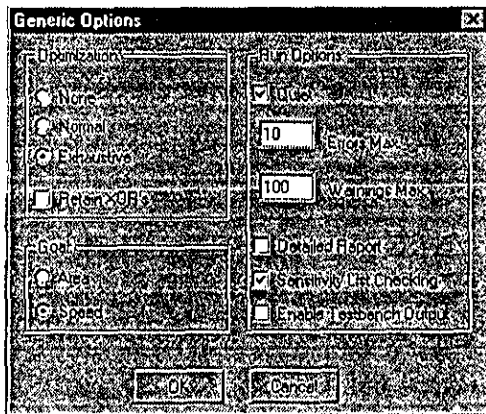 Generic Options
Optimization
None
Normal
Exhaustive
Retain XOR's
Goal
Area
Speed
Run Options
Quiet
10
Errors Max
100
Warnings Max
Detailed Report
Sensitivity List Checking
Enable Testbench Output
OK
Cancel